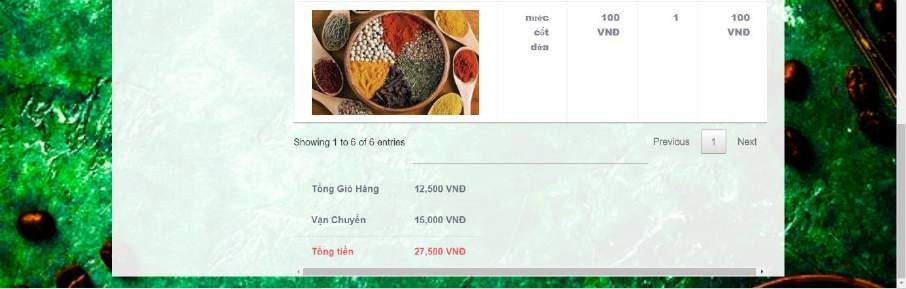 nước 100 1 100
cốt VNĐ VNĐ
dừa
Showing 1 to 6 of 6 entries Previous 1 Next
Tổng Giỏ Hàng 12,500 VNĐ
Vận Chuyển 15,000 VNĐ
Tổng tiền 27,500 VNĐ